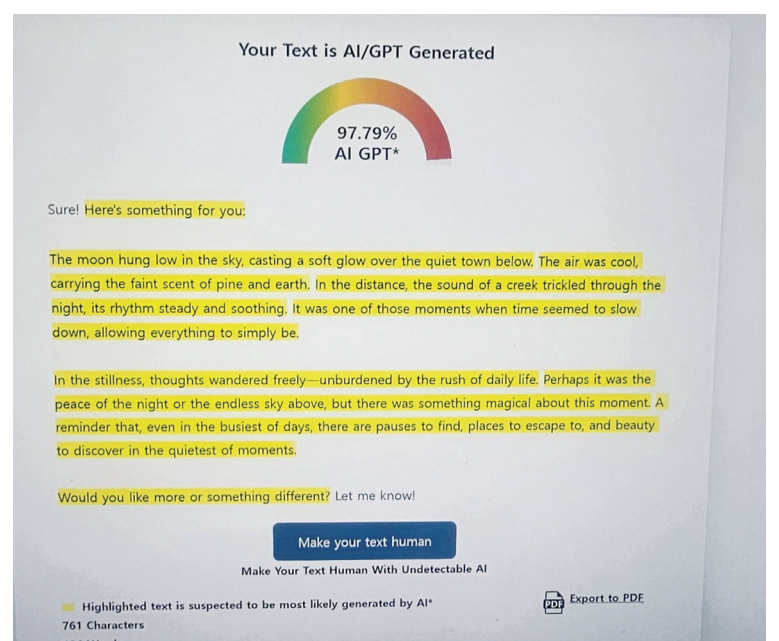 Your Text is AI/GPT Generated
97.79%
AI GPT*
Sure! Here's something for you:
The moon hung low in the sky, casting a soft glow over the quiet town below. The air was cool,
carrying the faint scent of pine and earth. In the distance, the sound of a creek trickled through the
night, its rhythm steady and soothing. It was one of those moments when time seemed to slow
down, allowing everything to simply be.
In the stillness, thoughts wandered freely—unburdened by the rush of daily life. Perhaps it was the
peace of the night or the endless sky above, but there was something magical about this moment. A
reminder that, even in the busiest of days, there are pauses to find, places to escape to, and beauty
to discover in the quietest of moments.
Would you like more or something different? Let me know!
Make your text human
Make Your Text Human With Undetectable AI
Highlighted text is suspected to be most likely generated by AI*
PDF Export to PDF
761 Characters